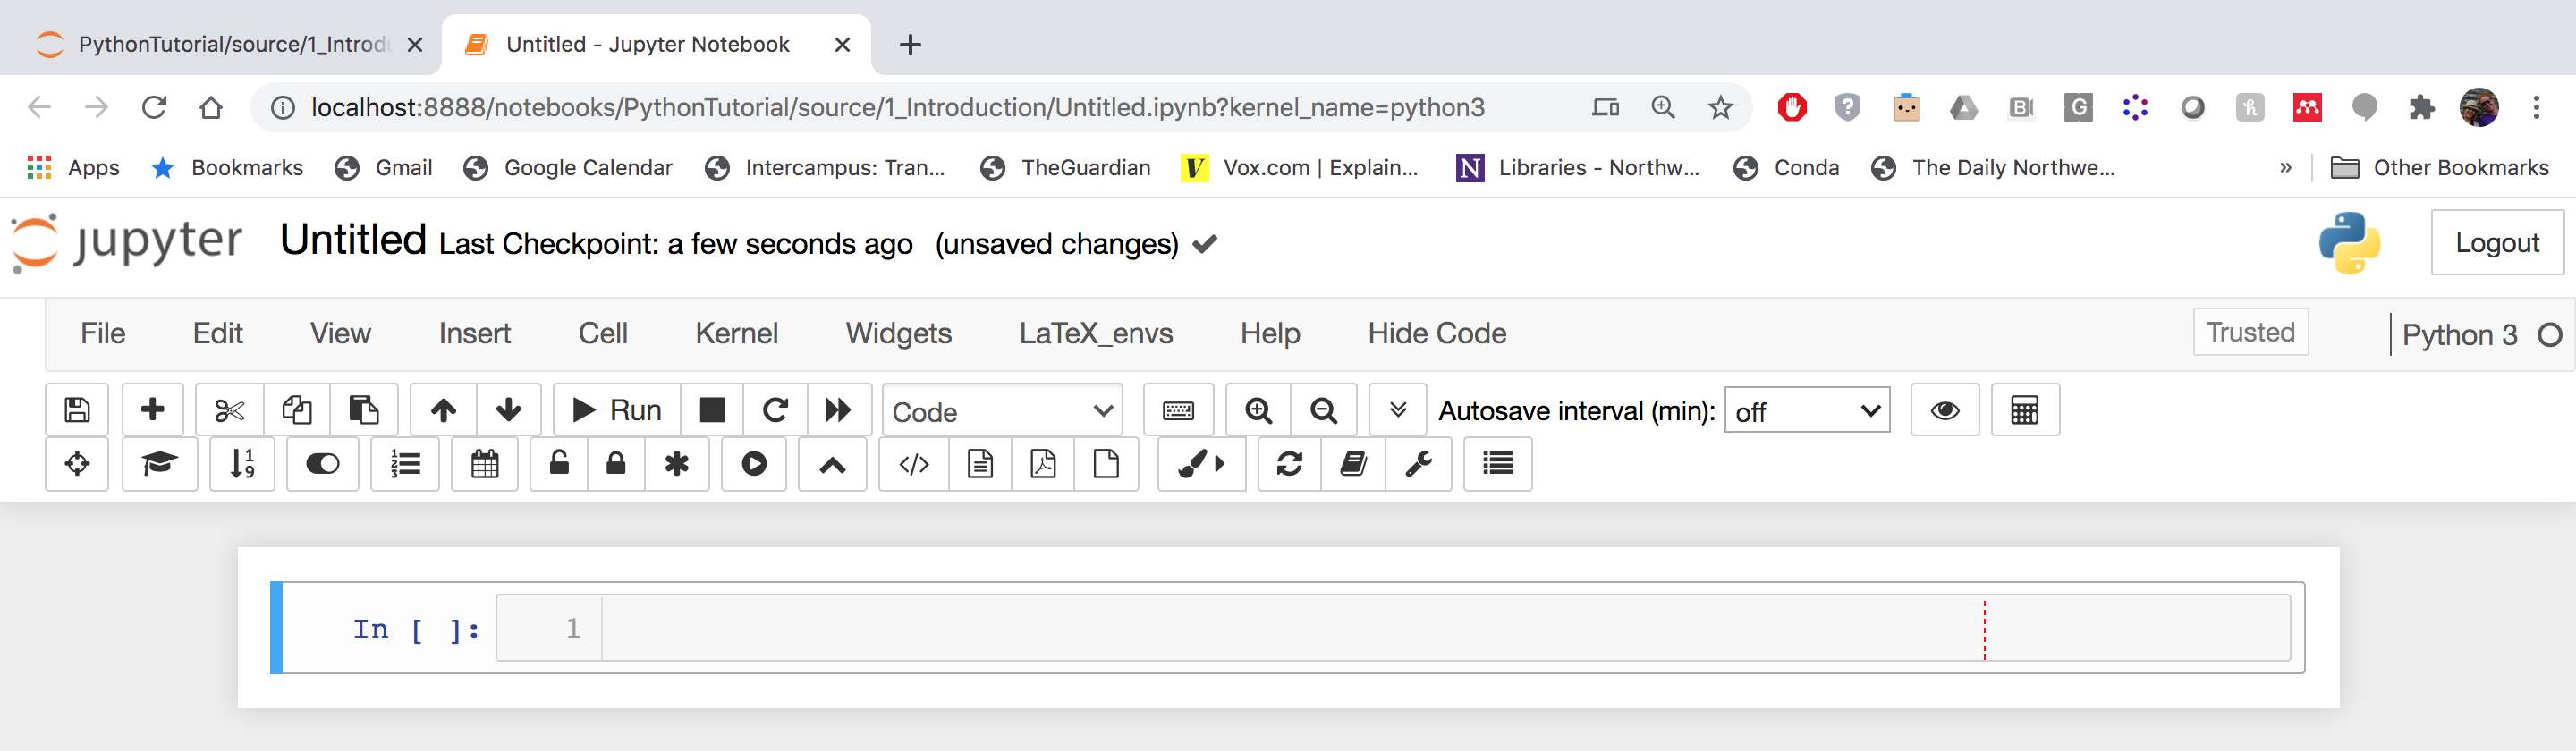 PythonTutorial/source/1_Introdu Untitled - Jupyter Notebook
localhost:8888/notebooks/PythonTutorial/source/1_Introduction/Untitled.ipynb?kernel_name=python3
Apps Bookmarks Gmail Google Calendar Intercampus: Tran... TheGuardian Vox.com | Explain... Libraries - Northw... Conda The Daily Northwe... » Other Bookmarks
jupyter Untitled Last Checkpoint: a few seconds ago (unsaved changes) Logout
File Edit View Insert Cell Kernel Widgets LaTeX_envs Help Hide Code Trusted Python 3
Run Code Autosave interval (min): off
In [ ]: 1